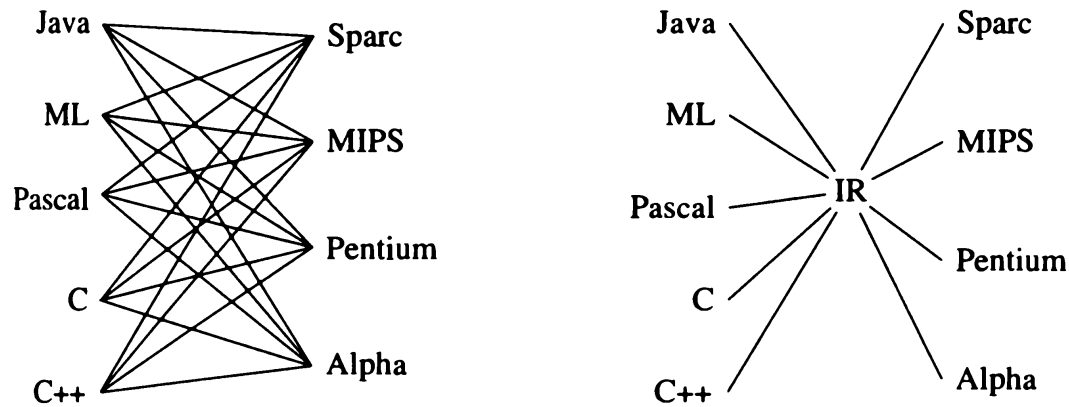 Java
ML
Pascal
C
C++
Sparc
MIPS
Pentium
Alpha
Java
ML
Pascal
C
C++
IR
Sparc
MIPS
Pentium
Alpha